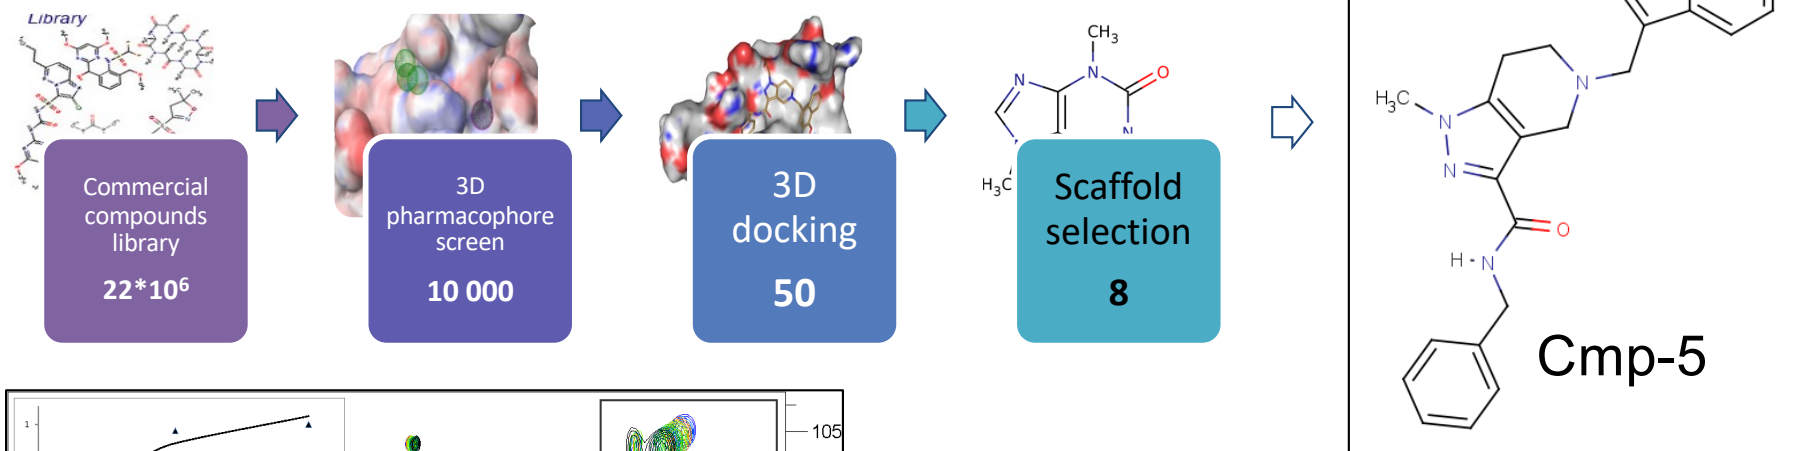 Library
Commercial
compounds
library
22*10⁶
3D
pharmacophore
screen
10 000
3D
docking
50
CH₃
N
N
O
N
H₃C
Scaffold
selection
8
N
H₃C
N
N
O
H
N
Cmp-5
1
105